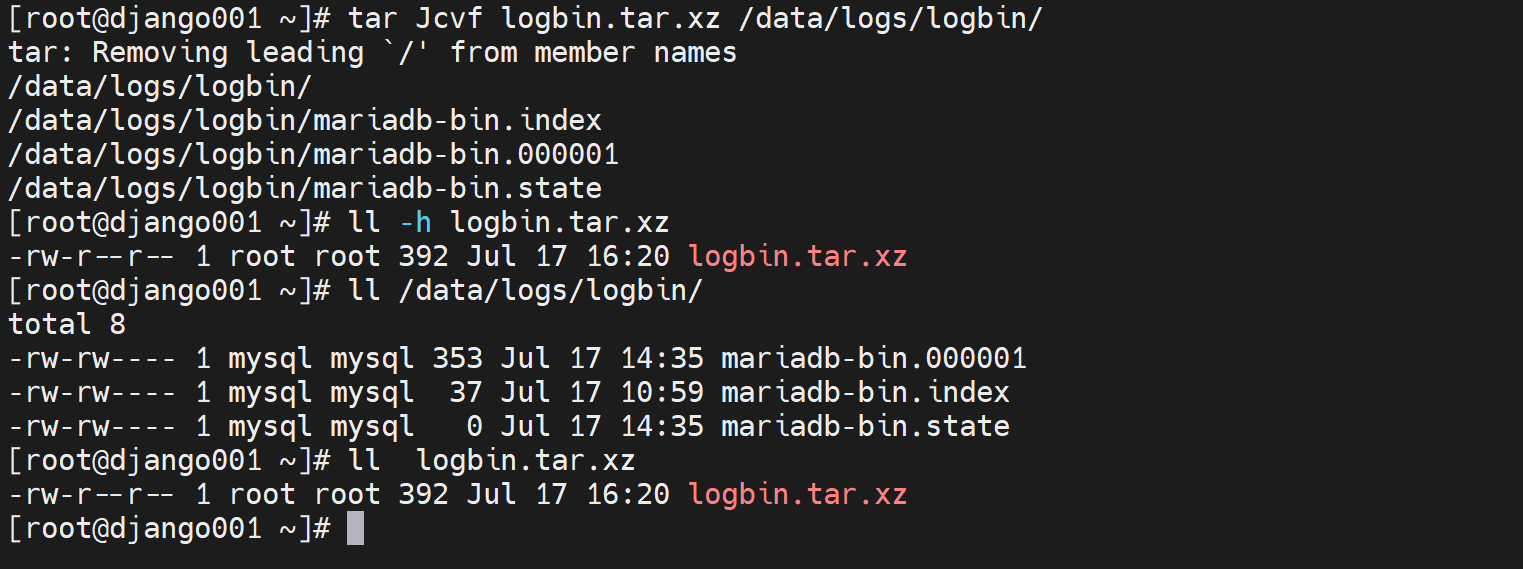 [root@django001 ~]# tar Jcvf logbin.tar.xz /data/logs/logbin/
tar: Removing leading `/' from member names
/data/logs/logbin/
/data/logs/logbin/mariadb-bin.index
/data/logs/logbin/mariadb-bin.000001
/data/logs/logbin/mariadb-bin.state
[root@django001 ~]# ll -h logbin.tar.xz
-rw-r--r-- 1 root root 392 Jul 17 16:20 logbin.tar.xz
[root@django001 ~]# ll /data/logs/logbin/
total 8
-rw-rw---- 1 mysql mysql 353 Jul 17 14:35 mariadb-bin.000001
-rw-rw---- 1 mysql mysql  37 Jul 17 10:59 mariadb-bin.index
-rw-rw---- 1 mysql mysql   0 Jul 17 14:35 mariadb-bin.state
[root@django001 ~]# ll  logbin.tar.xz
-rw-r--r-- 1 root root 392 Jul 17 16:20 logbin.tar.xz
[root@django001 ~]#